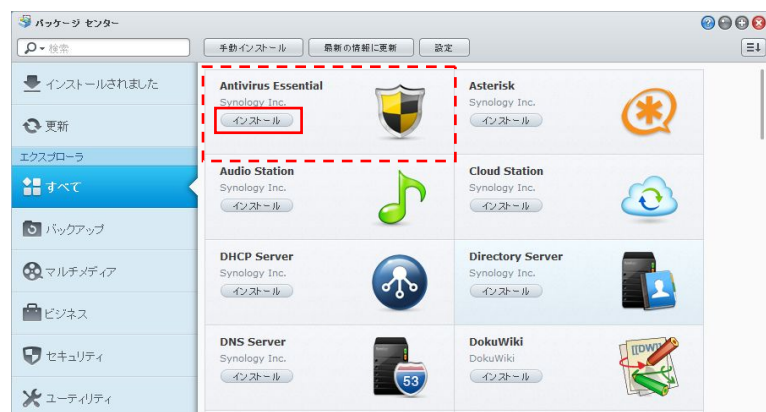 パッケージ センター
検索
手動インストール
最新の情報に更新
設定
インストールされました
更新
エクスプローラ
すべて
バックアップ
マルチメディア
ビジネス
セキュリティ
ユーティリティ
Antivirus Essential
Synology Inc.
インストール
Asterisk
Synology Inc.
インストール
Audio Station
Synology Inc.
インストール
Cloud Station
Synology Inc.
インストール
DHCP Server
Synology Inc.
インストール
Directory Server
Synology Inc.
インストール
DNS Server
Synology Inc.
インストール
53
DokuWiki
DokuWiki
インストール
[[DW]]